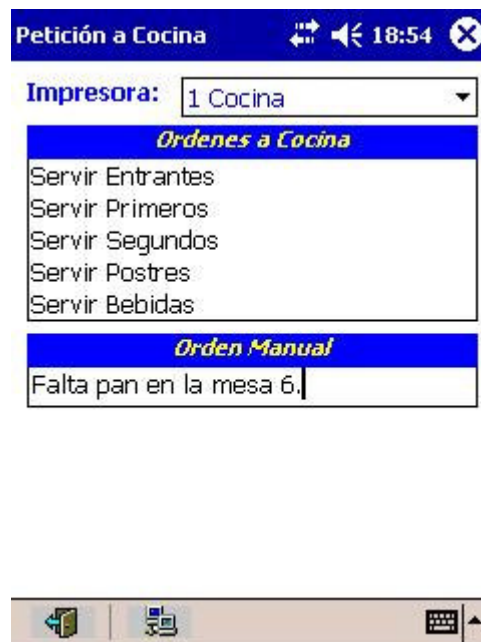 Petición a Cocina 18:54
Impresora: 1 Cocina
Ordenes a Cocina
Servir Entrantes
Servir Primeros
Servir Segundos
Servir Postres
Servir Bebidas
Orden Manual
Falta pan en la mesa 6.